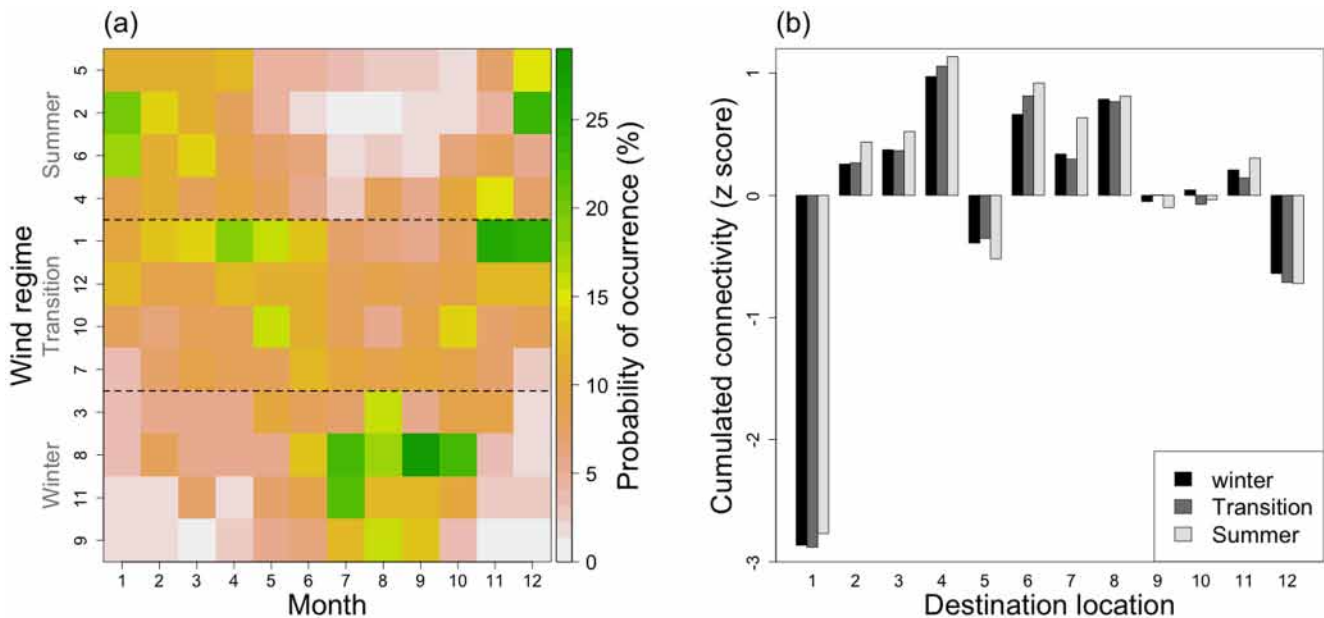 (a)
Wind regime
Summer
Transition
Winter
5
2
6
4
1
12
10
7
3
8
11
9
1 2 3 4 5 6 7 8 9 10 11 12
Month
25
20
15
10
5
0
Probability of occurrence (%)
(b)
Cumulated connectivity (z score)
1
0
-1
-2
-3
winter
Transition
Summer
1 2 3 4 5 6 7 8 9 10 11 12
Destination location